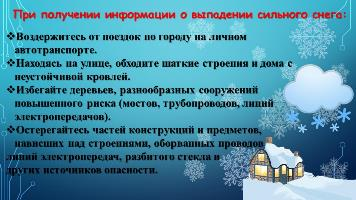 При получении информации о выпадении сильного снега:
❖Воздержитесь от поездок по городу на личном
автотранспорте.
❖Находясь на улице, обходите шаткие строения и дома с
неустойчивой кровлей.
❖Избегайте деревьев, разнообразных сооружений
повышенного риска (мостов, трубопроводов, линий
электропередачов).
❖Остерегайтесь частей конструкций и предметов,
нависших над строениями, оборванных проводов
линий электропередач, разбитого стекла и
других источников опасности.